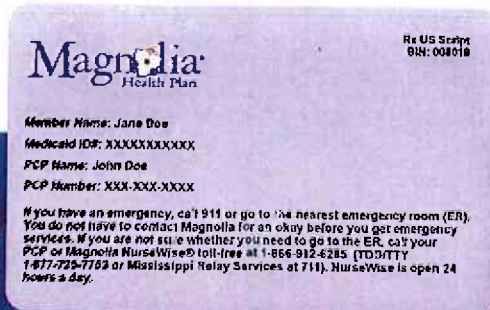 Magnolia
Health Plan
Rx US Script
BIN: 008019
Member Name: Jane Doe
Medicaid ID#: XXXXXXXXXXX
PCP Name: John Doe
PCP Number: XXX-XXX-XXXX
If you have an emergency, call 911 or go to the nearest emergency room (ER).
You do not have to contact Magnolia for an okay before you get emergency
services. If you are not sure whether you need to go to the ER, call your
PCP or Magnolia NurseWise® toll-free at 1-866-912-6285 (TDD/TTY
1-877-725-7753 or Mississippi Relay Services at 711). NurseWise is open 24
hours a day.